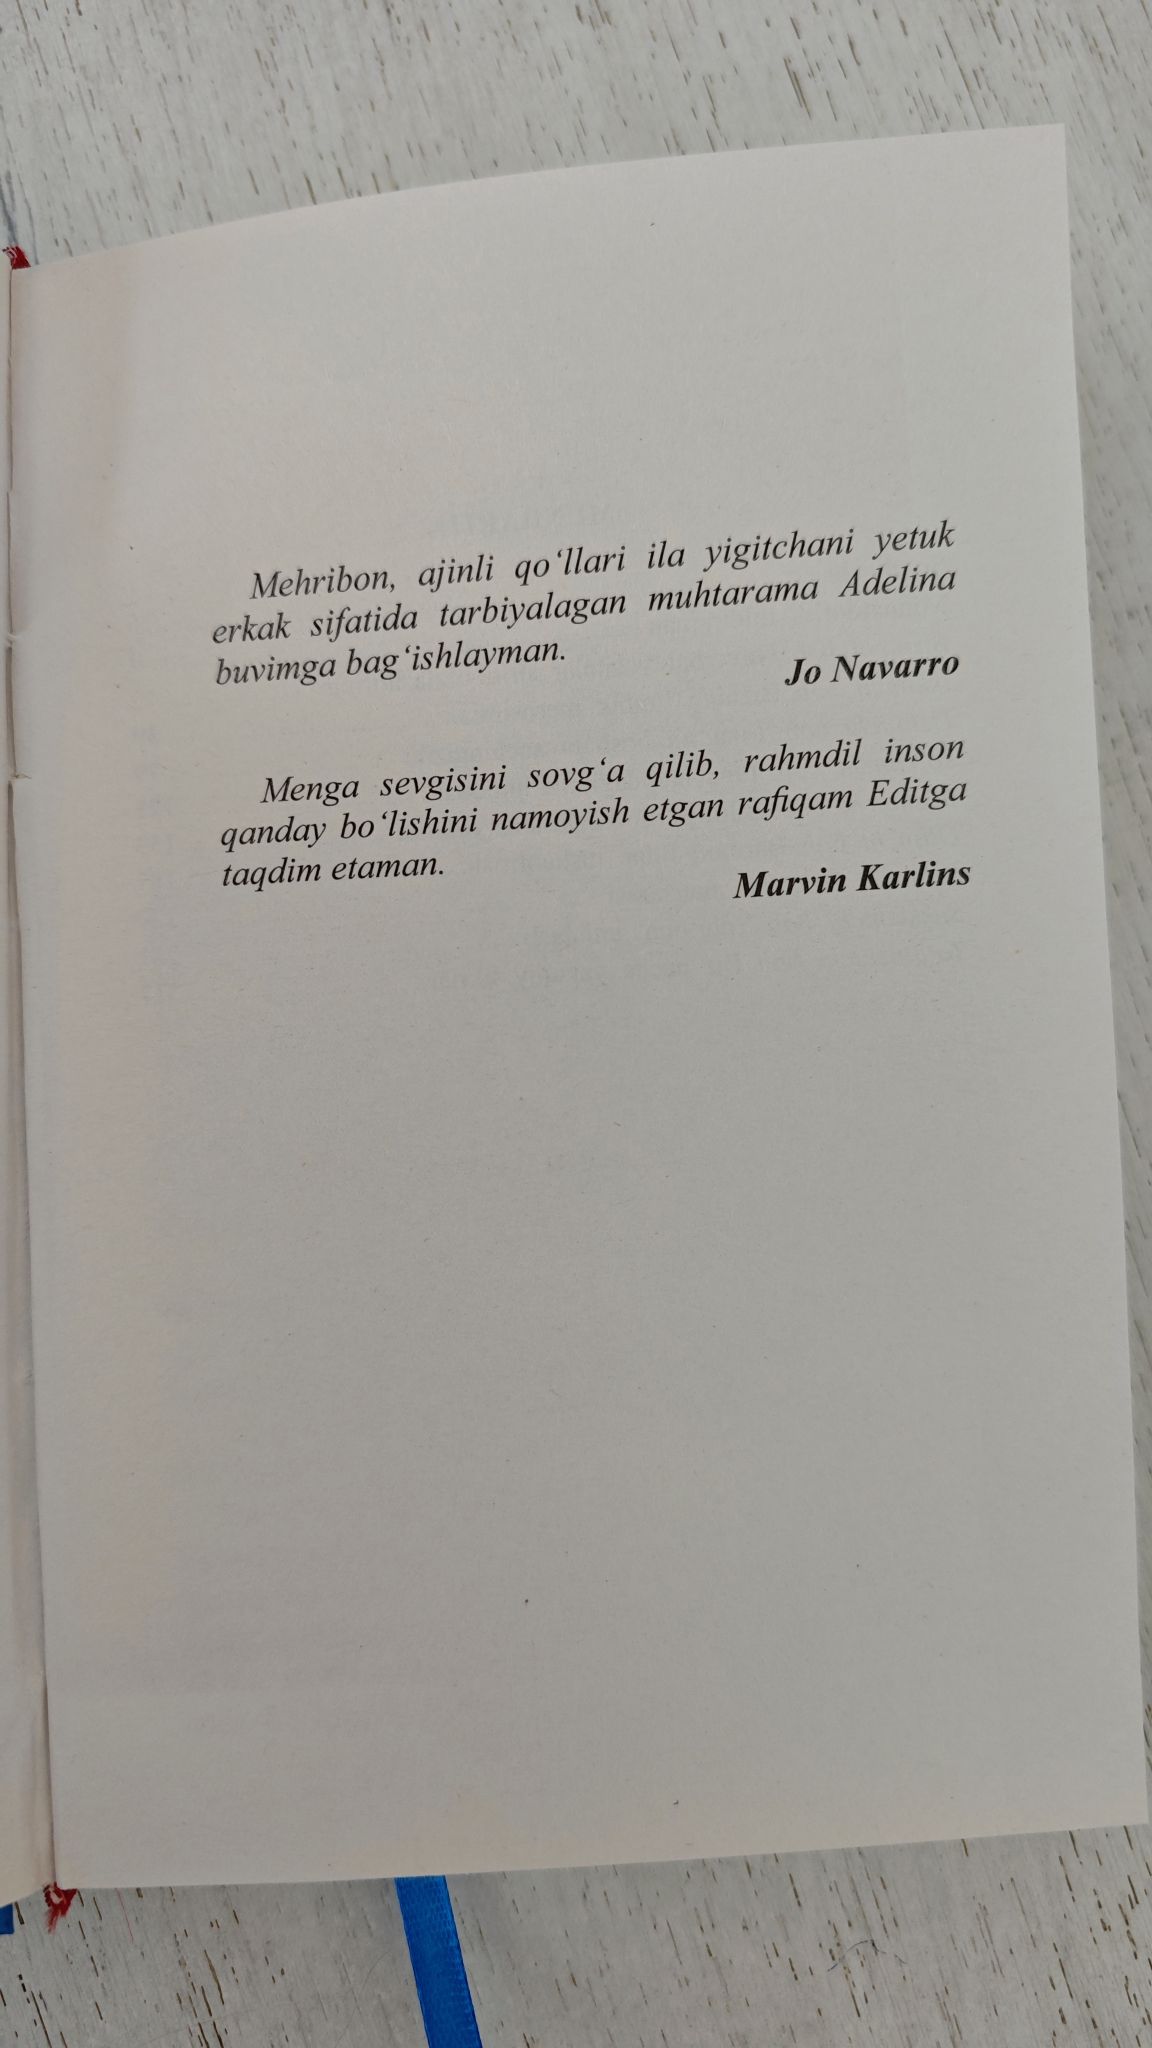 Mehribon, ajinli qo‘llari ila yigitchani yetuk
erkak sifatida tarbiyalagan muhtarama Adelina
buvimga bag‘ishlayman.
Jo Navarro
Menga sevgisini sovg‘a qilib, rahmdil inson
qanday bo‘lishini namoyish etgan rafiqam Editga
taqdim etaman.
Marvin Karlins